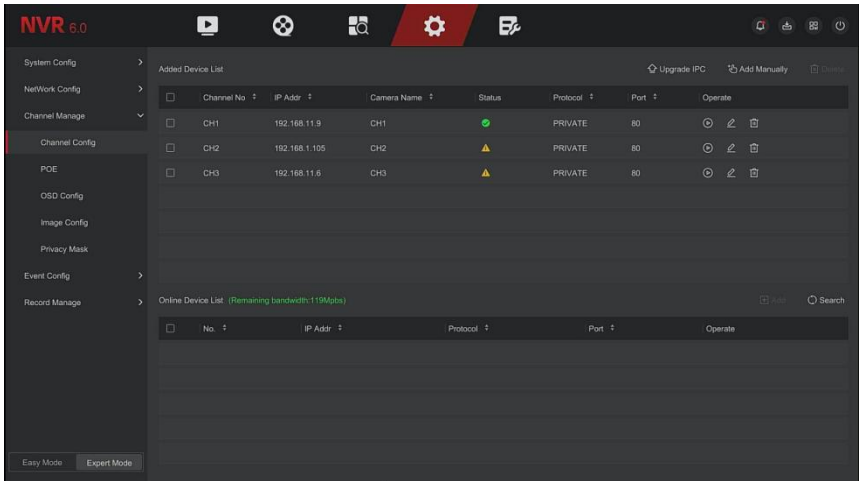 NVR 6.0
System Config
NetWork Config
Channel Manage
Channel Config
POE
OSD Config
Image Config
Privacy Mask
Event Config
Record Manage
Easy Mode Expert Mode
Added Device List Upgrade IPC Add Manually Delete
Channel No IP Addr Camera Name Status Protocol Port Operate
CH1 192.168.11.9 CH1 PRIVATE 80
CH2 192.168.1.105 CH2 PRIVATE 80
CH3 192.168.11.6 CH3 PRIVATE 80
Online Device List (Remaining bandwidth:119Mpbs) Add Search
No. IP Addr Protocol Port Operate